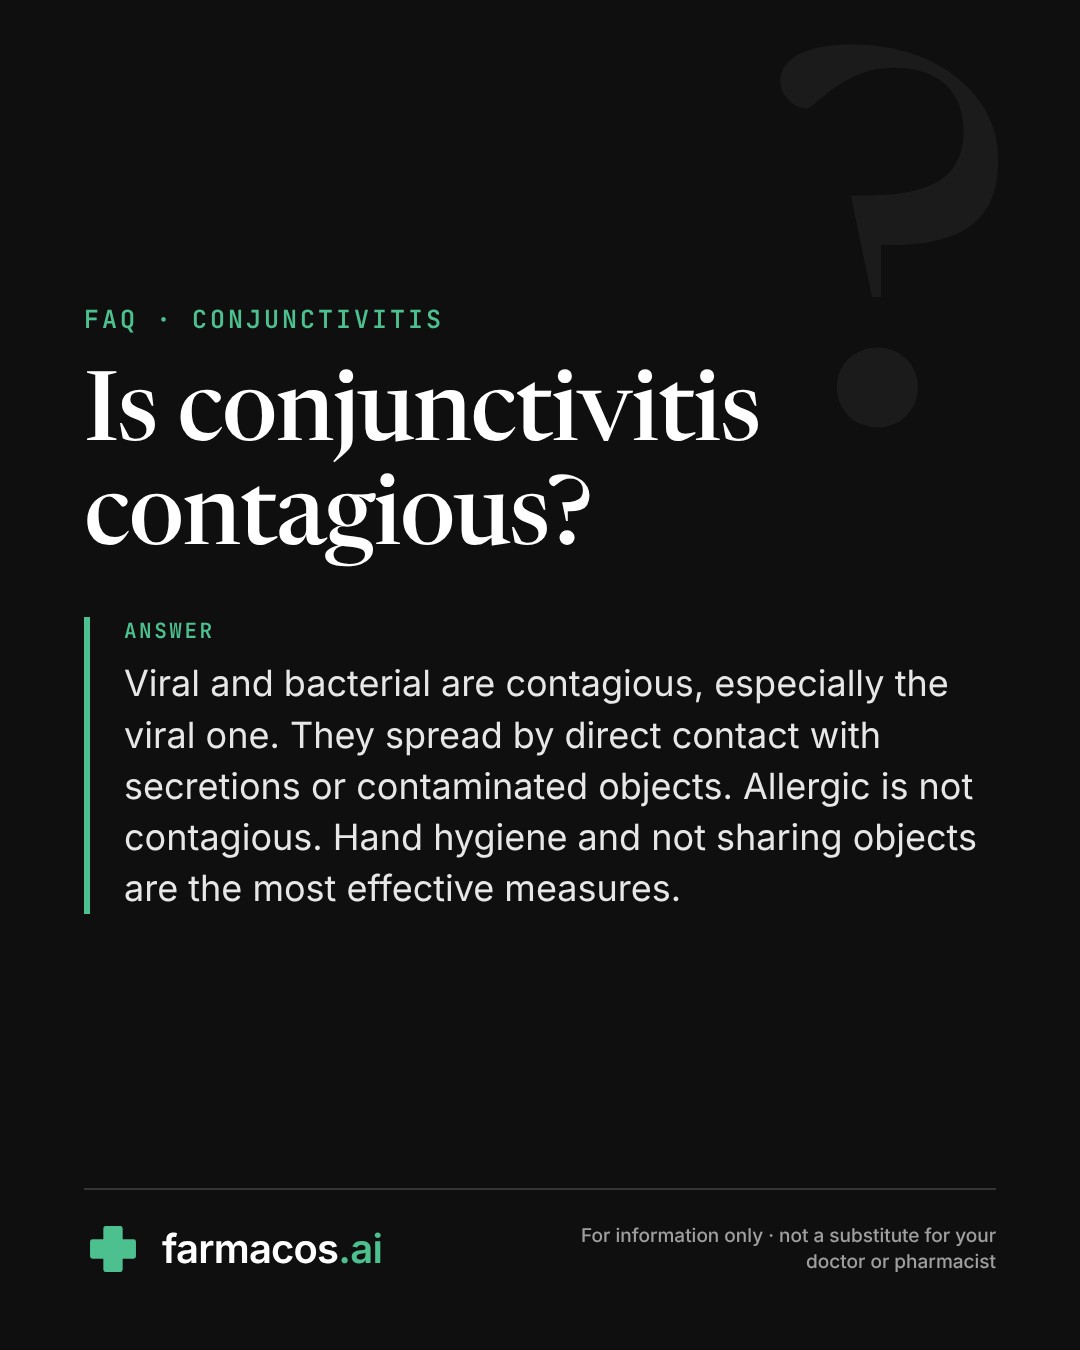 FAQ · CONJUNCTIVITIS
Is conjunctivitis
contagious?
ANSWER
Viral and bacterial are contagious, especially the
viral one. They spread by direct contact with
secretions or contaminated objects. Allergic is not
contagious. Hand hygiene and not sharing objects
are the most effective measures.
farmacos.ai
For information only · not a substitute for your
doctor or pharmacist
?